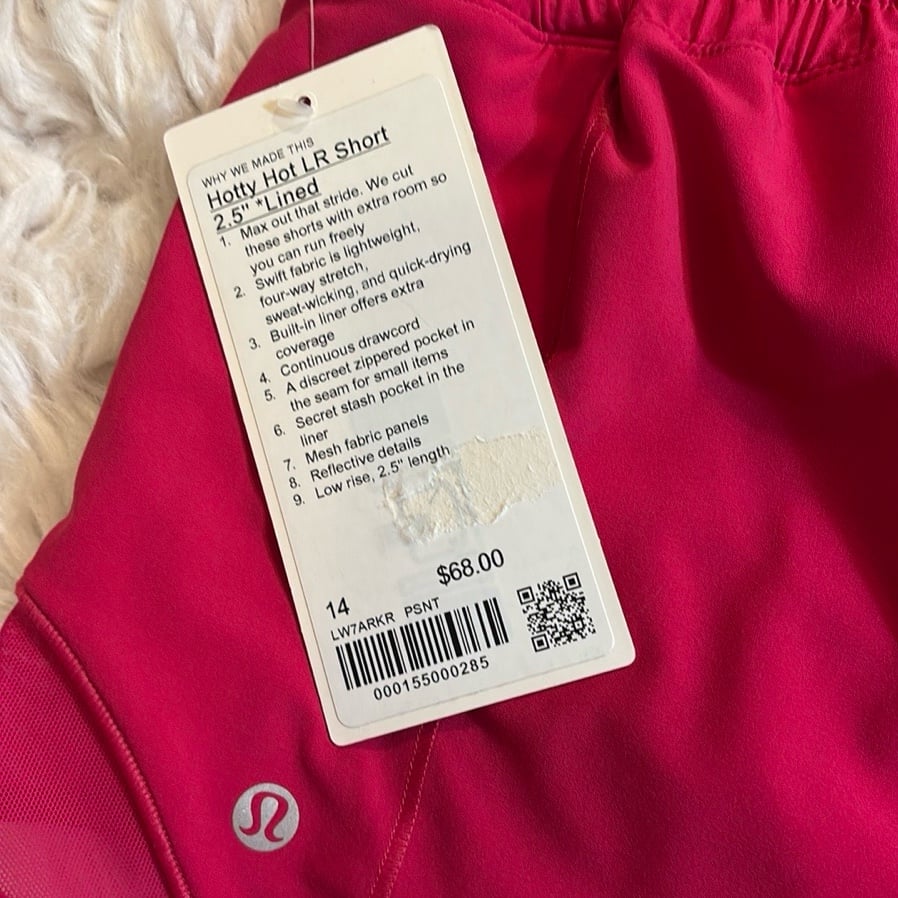 WHY WE MADE THIS
Hotty Hot LR Short
2.5" *Lined
1. Max out that stride. We cut
these shorts with extra room so
you can run freely
2. Swift fabric is lightweight,
four-way stretch,
sweat-wicking, and quick-drying
3. Built-in liner offers extra
coverage
4. Continuous drawcord
5. A discreet zippered pocket in
the seam for small items
6. Secret stash pocket in the
liner
7. Mesh fabric panels
8. Reflective details
9. Low rise, 2.5" length
$68.00
14
LW7ARKR PSNT
000155000285